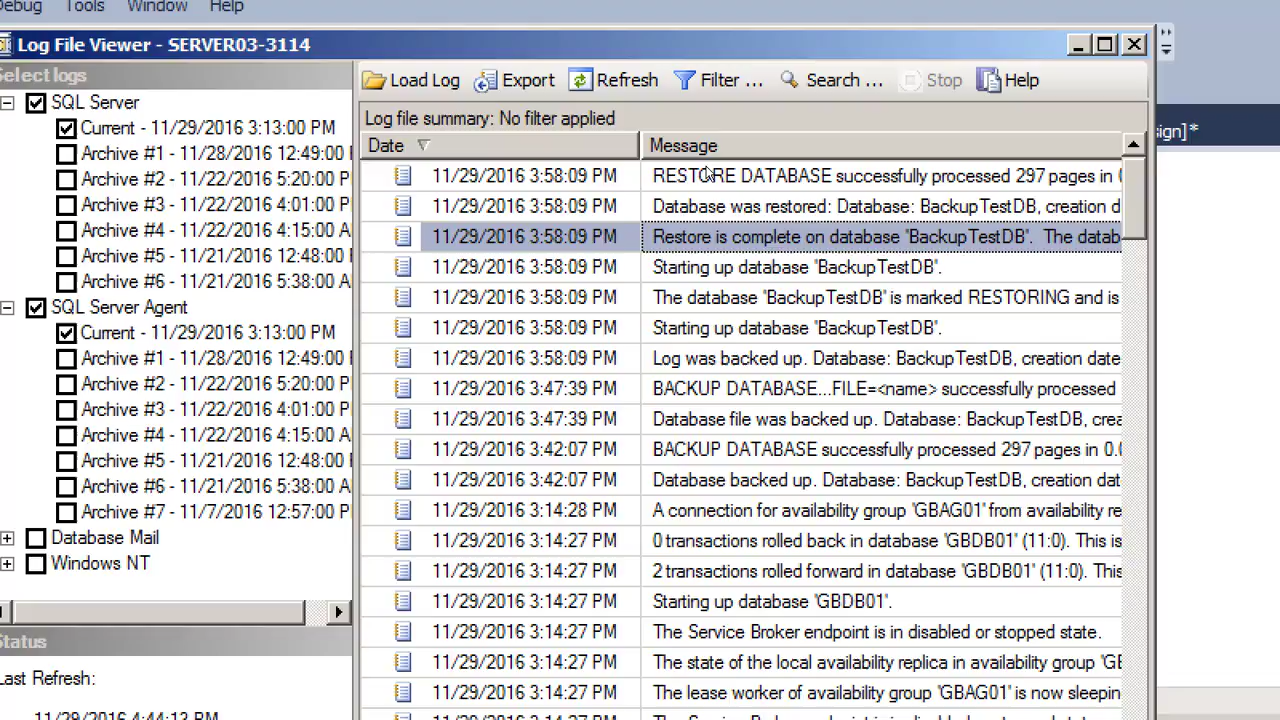 Debug Tools Window Help
Log File Viewer - SERVER03-3114
Select logs
SQL Server
Current - 11/29/2016 3:13:00 PM
Archive #1 - 11/28/2016 12:49:00
Archive #2 - 11/22/2016 5:20:00 PM
Archive #3 - 11/22/2016 4:01:00 PM
Archive #4 - 11/22/2016 4:15:00 A
Archive #5 - 11/21/2016 12:48:00
Archive #6 - 11/21/2016 5:38:00 AM
SQL Server Agent
Current - 11/29/2016 3:13:00 PM
Archive #1 - 11/28/2016 12:49:00
Archive #2 - 11/22/2016 5:20:00 P
Archive #3 - 11/22/2016 4:01:00 P
Archive #4 - 11/22/2016 4:15:00 A
Archive #5 - 11/21/2016 12:48:00
Archive #6 - 11/21/2016 5:38:00 A
Archive #7 - 11/7/2016 12:57:00 P
Database Mail
Windows NT
Status
Last Refresh:
11/29/2016 4:44:13 PM
Load Log Export Refresh Filter ... Search ... Stop Help
Log file summary: No filter applied
Date Message
11/29/2016 3:58:09 PM RESTORE DATABASE successfully processed 297 pages in 0
11/29/2016 3:58:09 PM Database was restored: Database: BackupTestDB, creation d
11/29/2016 3:58:09 PM Restore is complete on database 'BackupTestDB'. The datab
11/29/2016 3:58:09 PM Starting up database 'BackupTestDB'.
11/29/2016 3:58:09 PM The database 'BackupTestDB' is marked RESTORING and is
11/29/2016 3:58:09 PM Starting up database 'BackupTestDB'.
11/29/2016 3:58:09 PM Log was backed up. Database: BackupTestDB, creation date
11/29/2016 3:47:39 PM BACKUP DATABASE...FILE=<name> successfully processed
11/29/2016 3:47:39 PM Database file was backed up. Database: BackupTestDB, crea
11/29/2016 3:42:07 PM BACKUP DATABASE successfully processed 297 pages in 0.0
11/29/2016 3:42:07 PM Database backed up. Database: BackupTestDB, creation dat
11/29/2016 3:14:28 PM A connection for availability group 'GBAG01' from availability re
11/29/2016 3:14:27 PM 0 transactions rolled back in database 'GBDB01' (11:0). This is
11/29/2016 3:14:27 PM 2 transactions rolled forward in database 'GBDB01' (11:0). This
11/29/2016 3:14:27 PM Starting up database 'GBDB01'.
11/29/2016 3:14:27 PM The Service Broker endpoint is in disabled or stopped state.
11/29/2016 3:14:27 PM The state of the local availability replica in availability group 'GB
11/29/2016 3:14:27 PM The lease worker of availability group 'GBAG01' is now sleepin
sign]*